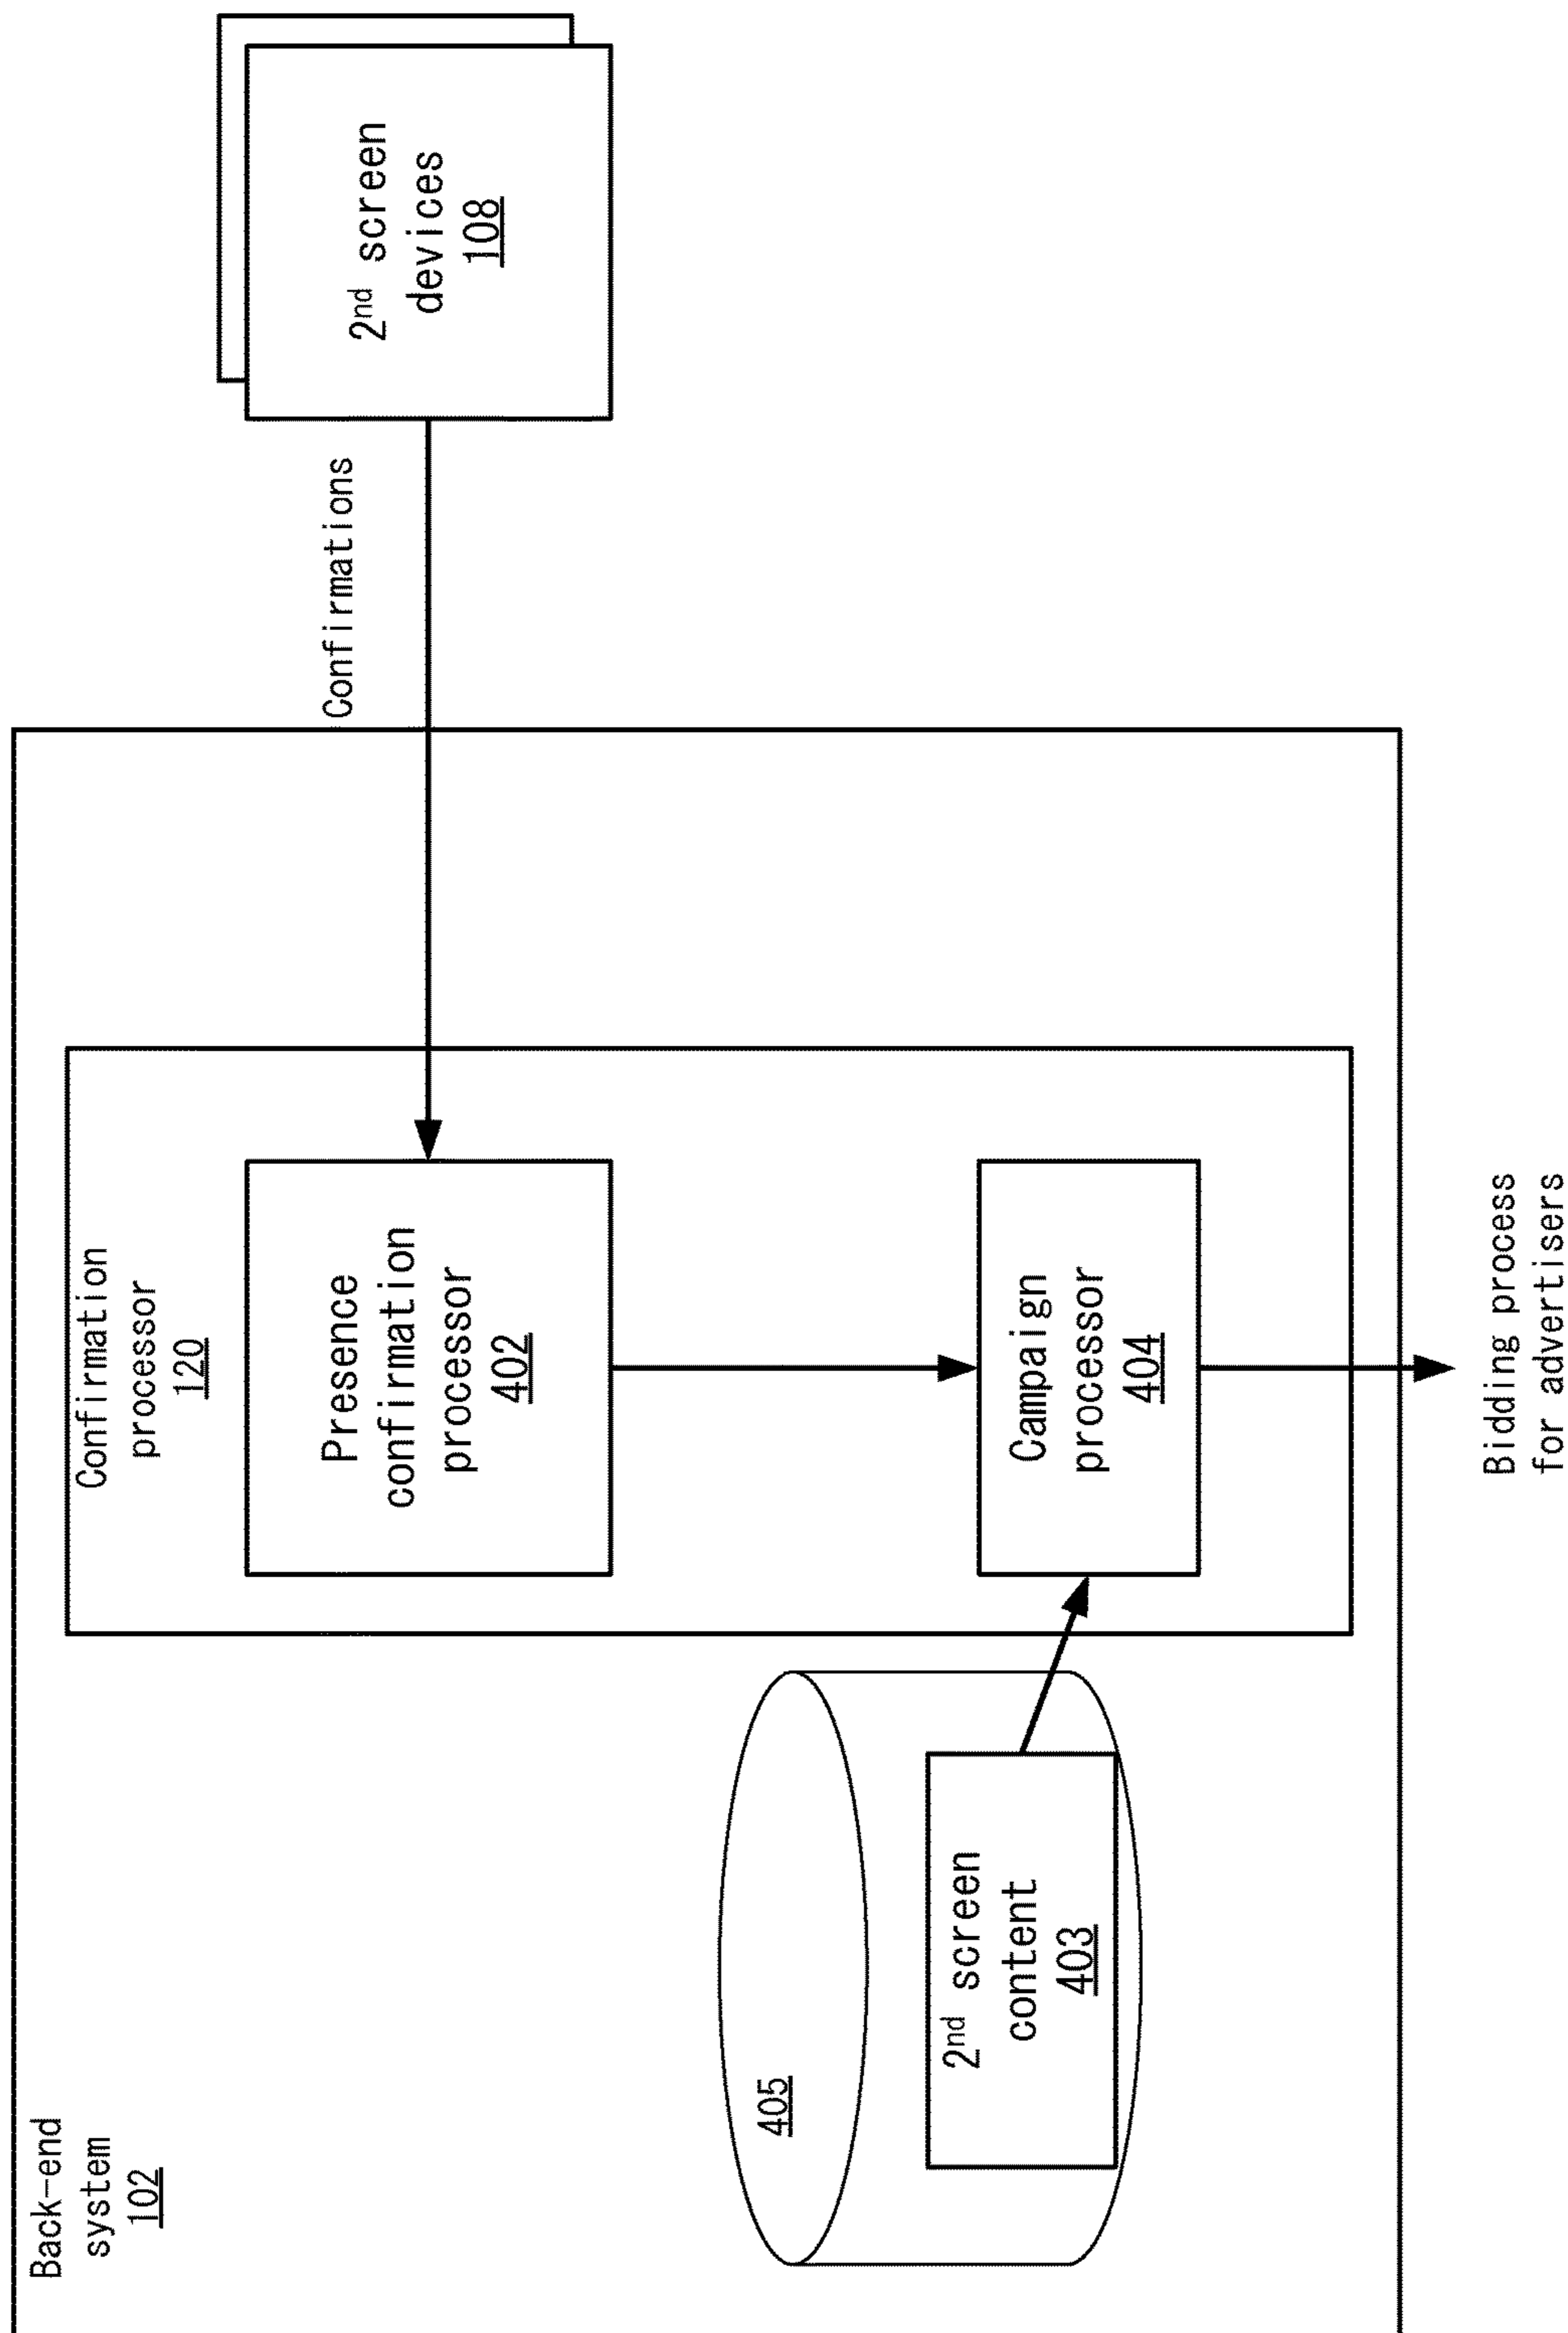 Back-end
system
102
Confirmation
processor
120
Presence
confirmation
processor
402
Confirmations
2nd screen
devices
108
405
2nd screen
content
403
Campaign
processor
404
Bidding process
for advertisers